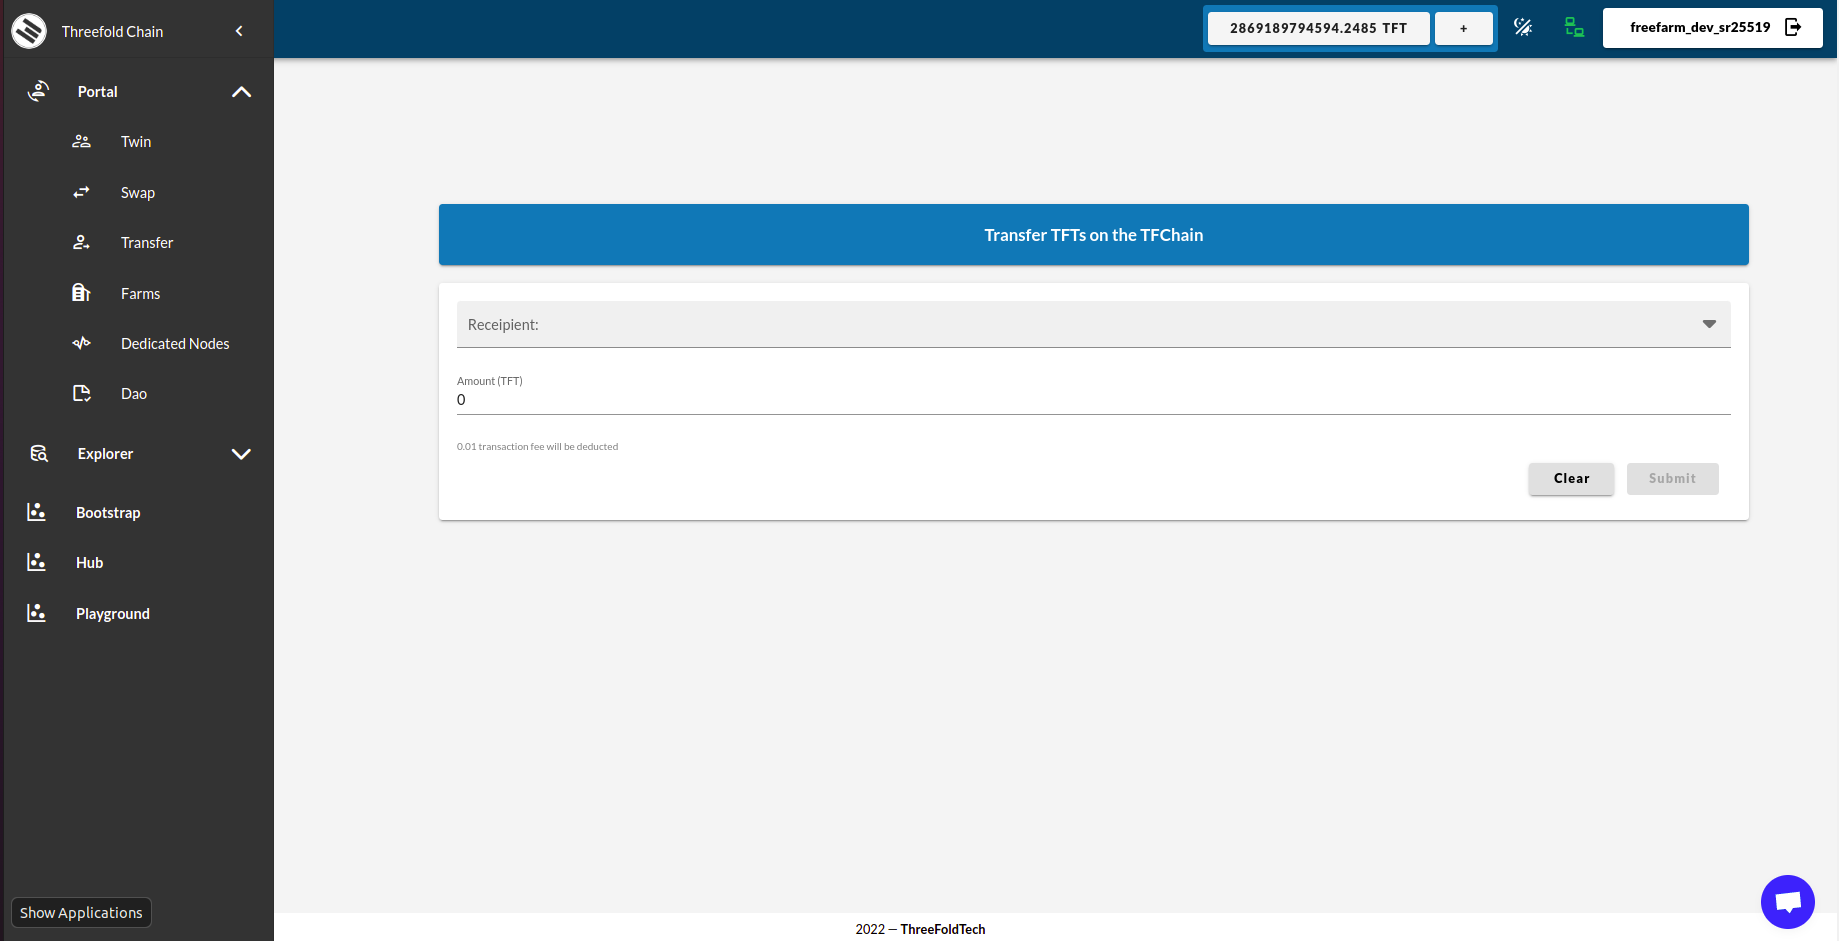 Threefold Chain
2869189794594.2485 TFT
+
freefarm_dev_sr25519
Portal
Twin
Swap
Transfer
Farms
Dedicated Nodes
Dao
Explorer
Bootstrap
Hub
Playground
Show Applications
Transfer TFTs on the TFChain
Receipient:
Amount (TFT)
0
0.01 transaction fee will be deducted
Clear
Submit
2022 — ThreeFoldTech